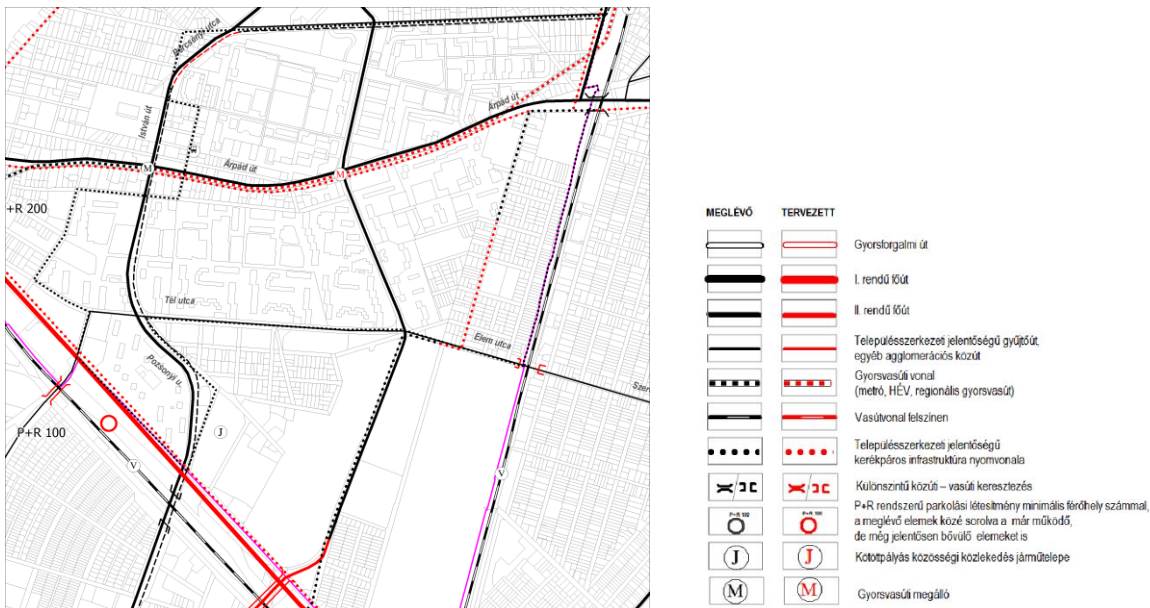 Bercsényi utca
V
Árpád út
István út
M
Árpád út
M
+R 200
Tél utca
Elem utca
Pozsonyi u.
Szer
J
P+R 100
V
V
MEGLÉVŐ TERVEZETT
Gyorsforgalmi út
I. rendű főút
II. rendű főút
Településszerkezet jelentőségű gyűjtőút,
egyéb agglomerációs közút
Gyorsvasúti vonal
(metró, HÉV, regionális gyorsvasút)
Vasútvonal felszínen
Településszerkezeti jelentőségű
kerékpáros infrastruktúra nyomvonala
Különszintű közúti – vasúti keresztezés
P+R 100 P+R 100 P+R rendszerű parkolási létesítmény minimális férőhely számmal,
a meglévő elemek közé sorolva a már működő,
de még jelentősen bővülő elemeket is
J J Kötöttpályás közösségi közlekedés járműtelepe
M M Gyorsvasúti megálló